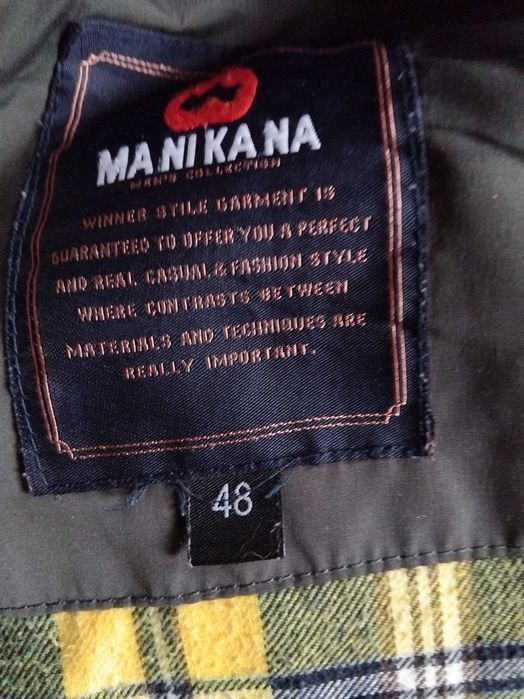 MANIKANA
MAN'S COLLECTION
WINNER STILE GARMENT IS
GUARANTEED TO OFFER YOU A PERFECT
AND REAL CASUAL & FASHION STYLE
WHERE CONTRASTS BETWEEN
MATERIALS AND TECHNIQUES ARE
REALLY IMPORTANT.
48